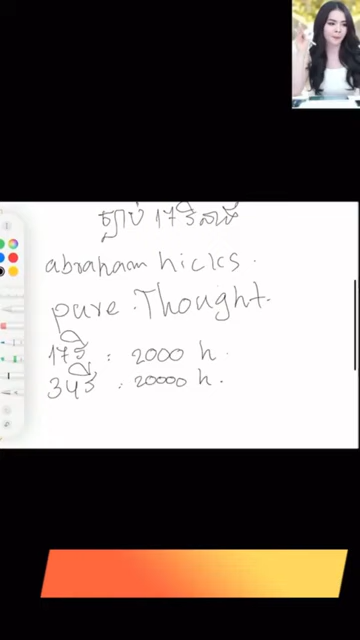 ច្បាប់ 17វិនាទី
abraham hicks.
pure. Thought.
17វិ : 2000 h.
34វិ : 20000 h.